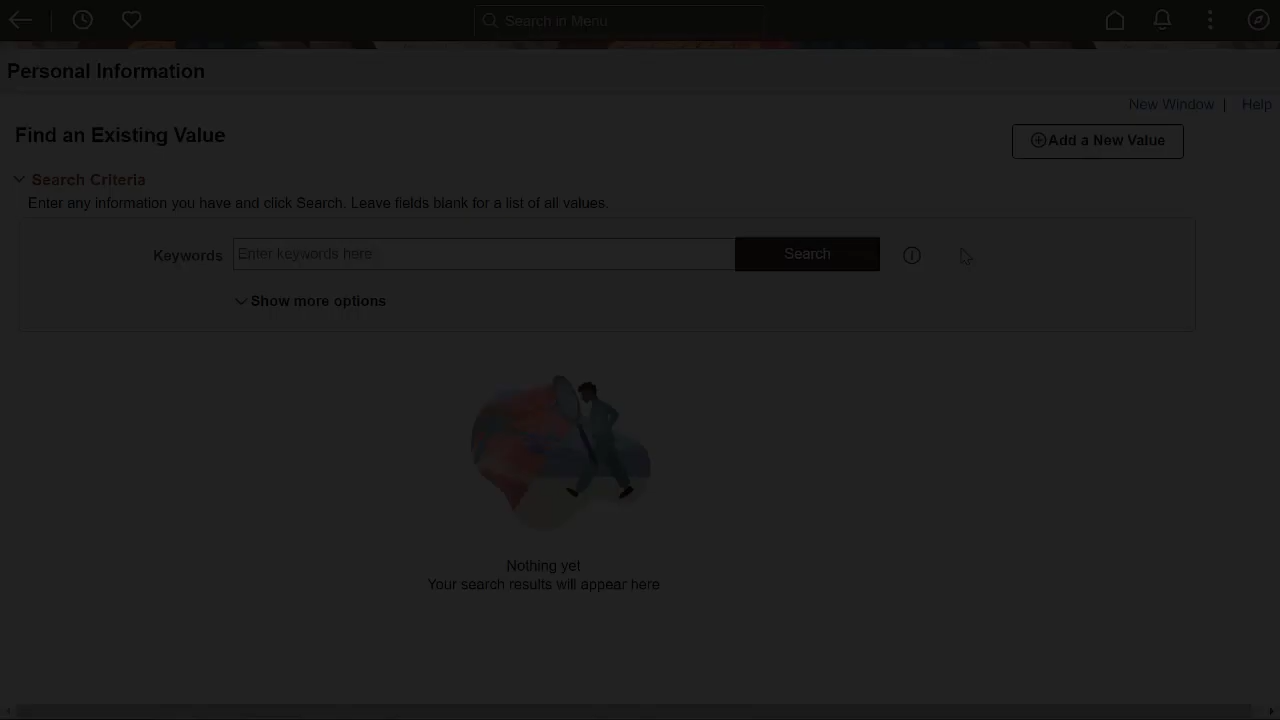 Search in Menu
Personal Information
New Window | Help
Find an Existing Value
Add a New Value
Search Criteria
Enter any information you have and click Search. Leave fields blank for a list of all values.
Keywords
Enter keywords here
Search
Show more options
Nothing yet
Your search results will appear here